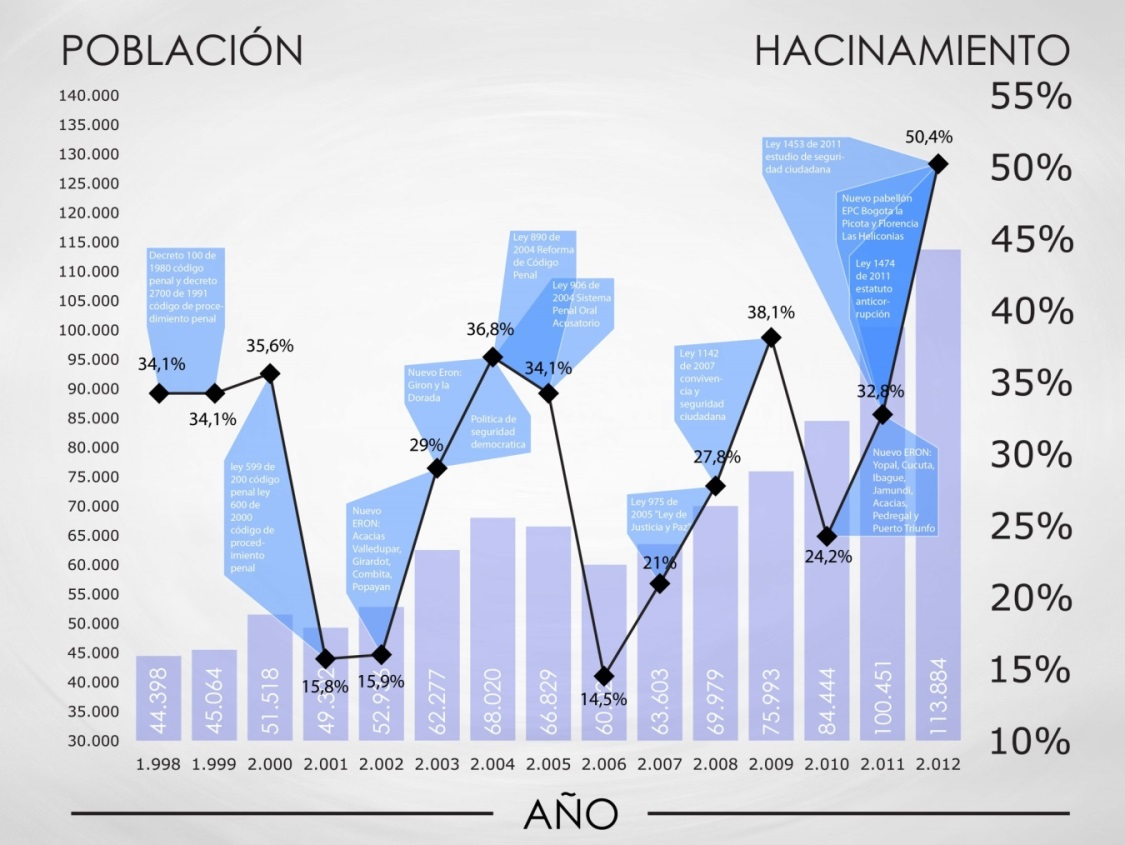 POBLACIÓN
HACINAMIENTO
140.000
135.000
130.000
125.000
120.000
115.000
110.000
105.000
100.000
95.000
90.000
85.000
80.000
75.000
70.000
65.000
60.000
55.000
50.000
45.000
40.000
35.000
30.000
55%
50%
45%
40%
35%
30%
25%
20%
15%
10%
Decreto 100 de
1980 código
penal y decreto
2700 de 1991
código de proce-
dimiento penal
34,1%
34,1%
35,6%
ley 599 de
200 código
penal ley
600 de
2000
código de
proced-
imiento
penal
15,8%
Nuevo
ERON:
Acacias
Valledupar,
Girardot,
Combita,
Popayan
15,9%
Nuevo Eron:
Giron y la
Dorada
29%
Politica de
seguridad
democratica
36,8%
Ley 890 de
2004 Reforma
de Código
Penal
Ley 906 de
2004 Sistema
Penal Oral
Acusatorio
34,1%
14,5%
Ley 975 de
2005 "Ley de
Justicia y Paz"
21%
Ley 1142
de 2007
conviven-
cia y
seguridad
ciudadana
27,8%
38,1%
24,2%
Ley 1453 de 2011
estudio de seguri-
dad ciudadana
Nuevo pabellón
EPC Bogota la
Picota y Florencia
Las Heliconias
Ley 1474
de 2011
estatuto
anticor-
rupción
32,8%
Nuevo ERON:
Yopal, Cucuta,
Ibague,
Jamundi,
Acacias,
Pedregal y
Puerto Triunfo
50,4%
44.398
45.064
51.518
62.277
68.020
66.829
63.603
69.979
75.993
84.444
100.451
113.884
1.998
1.999
2.000
2.001
2.002
2.003
2.004
2.005
2.006
2.007
2.008
2.009
2.010
2.011
2.012
AÑO